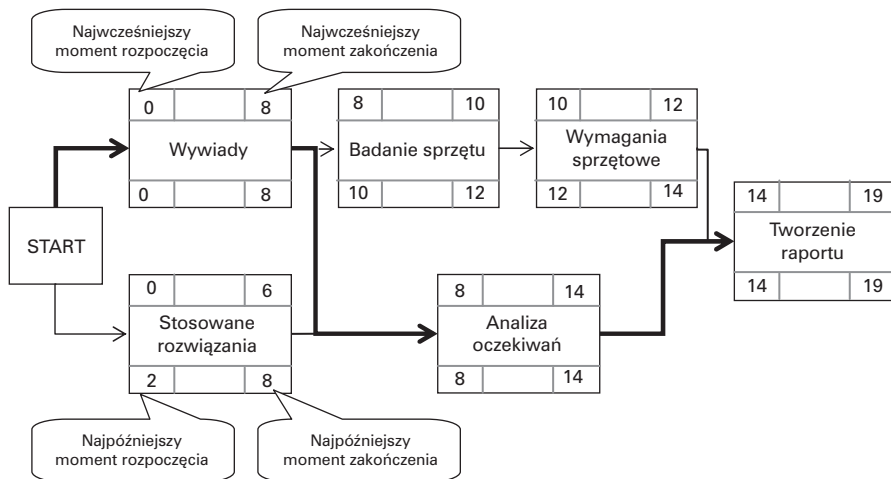 Najwcześniejszy
moment rozpoczęcia
Najwcześniejszy
moment zakończenia
0 8
Wywiady
0 8
8 10
Badanie sprzętu
10 12
10 12
Wymagania
sprzętowe
12 14
START
14 19
Tworzenie
raportu
14 19
0 6
Stosowane
rozwiązania
2 8
8 14
Analiza
oczekiwań
8 14
Najpóźniejszy
moment rozpoczęcia
Najpóźniejszy
moment zakończenia